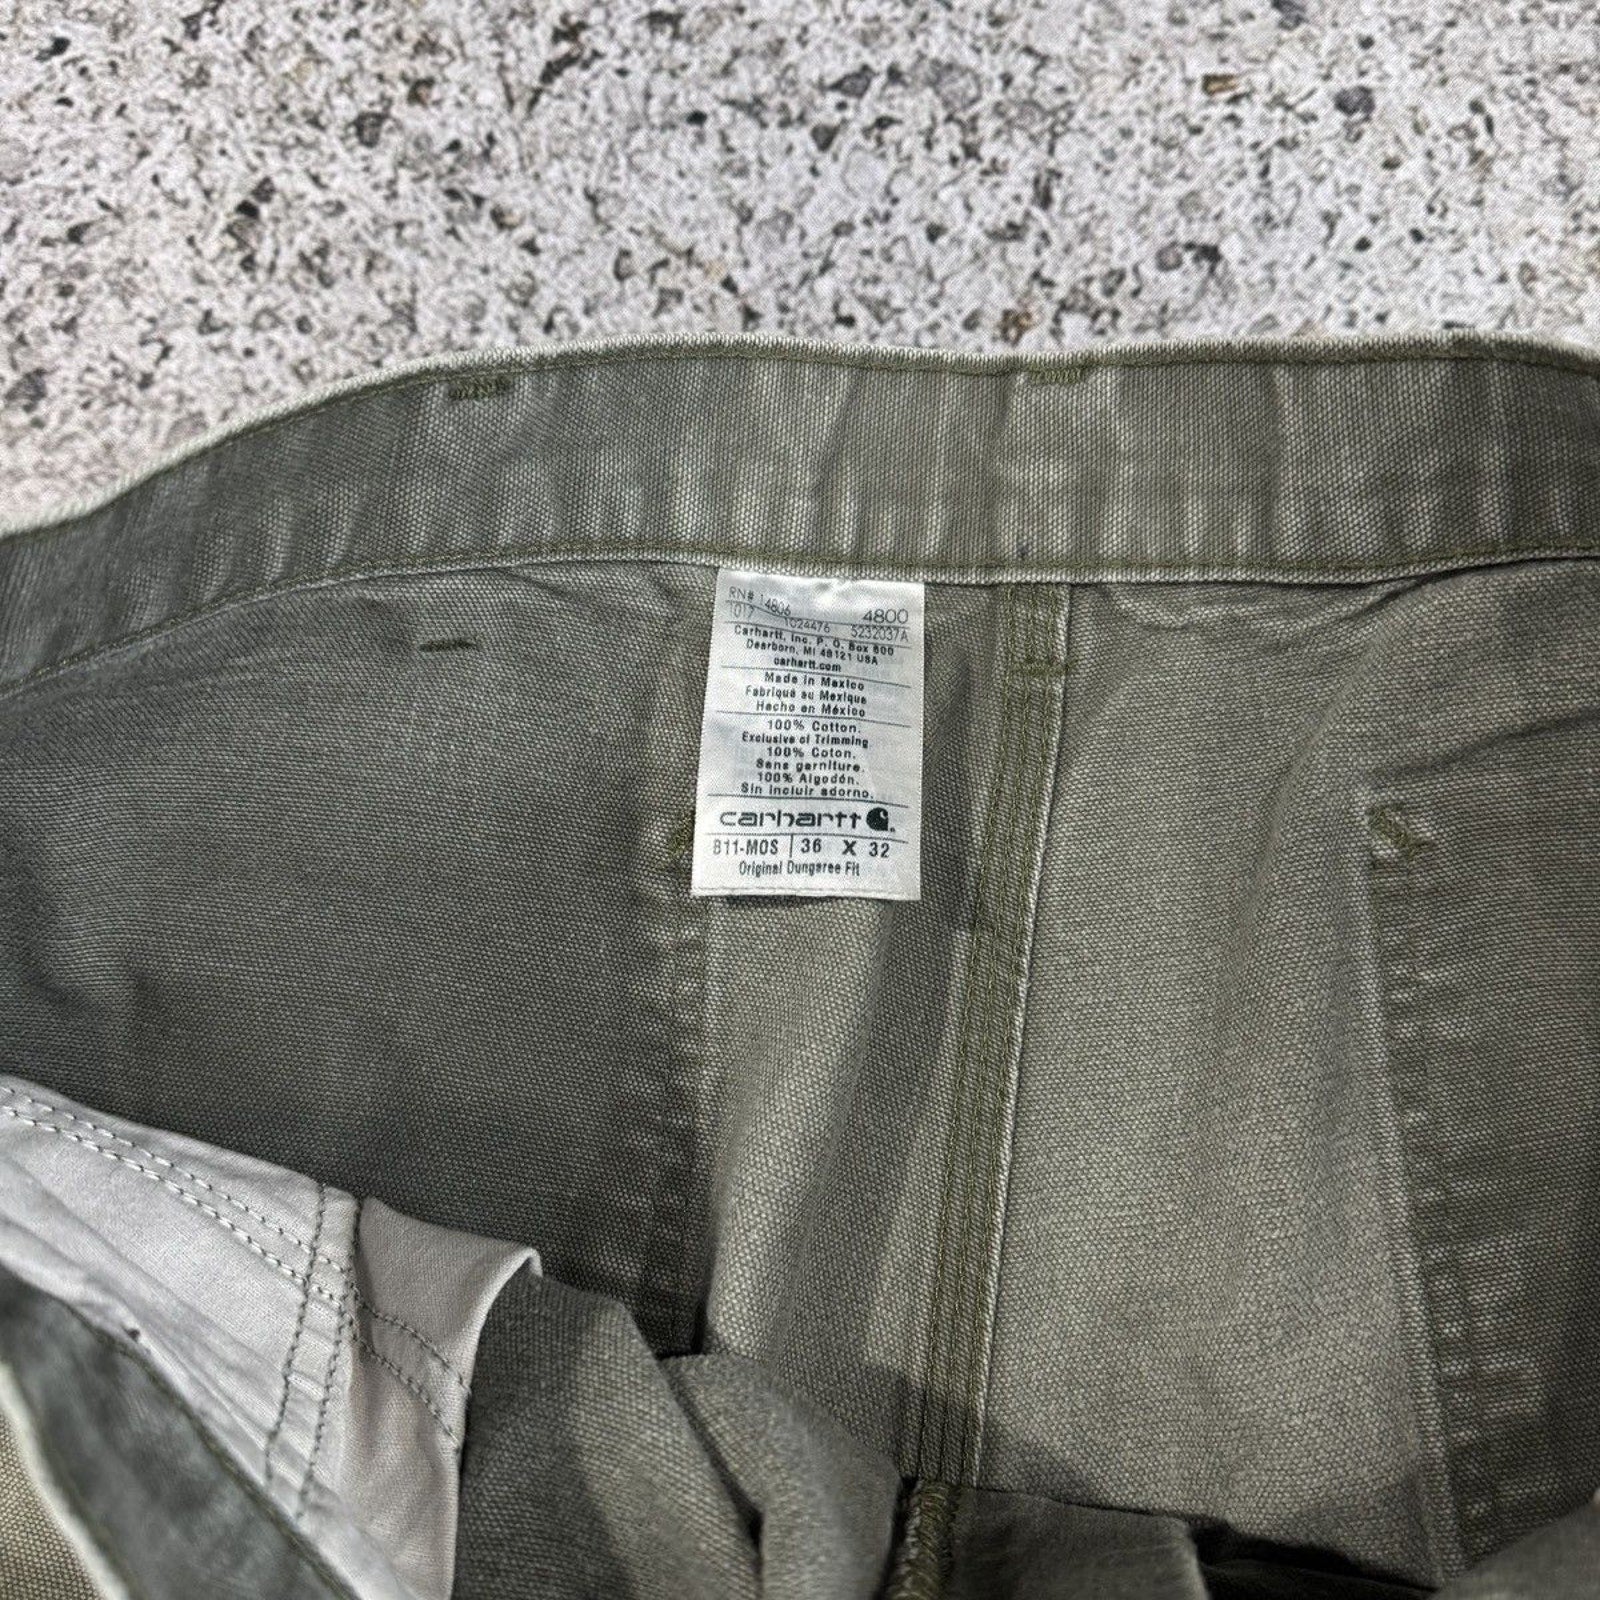 RN# 14806 4800
1017 1024476 S232037A
Carhartt, Inc. P. O. Box 600
Dearborn, MI 48121 USA
carhartt.com
Made in Mexico
Fabriqué au Mexique
Hecho en México
100% Cotton.
Exclusive of Trimming
100% Coton.
Sans garniture.
100% Algodón.
Sin incluir adorno.
carhartt
B11-MOS 36 X 32
Original Dungaree Fit